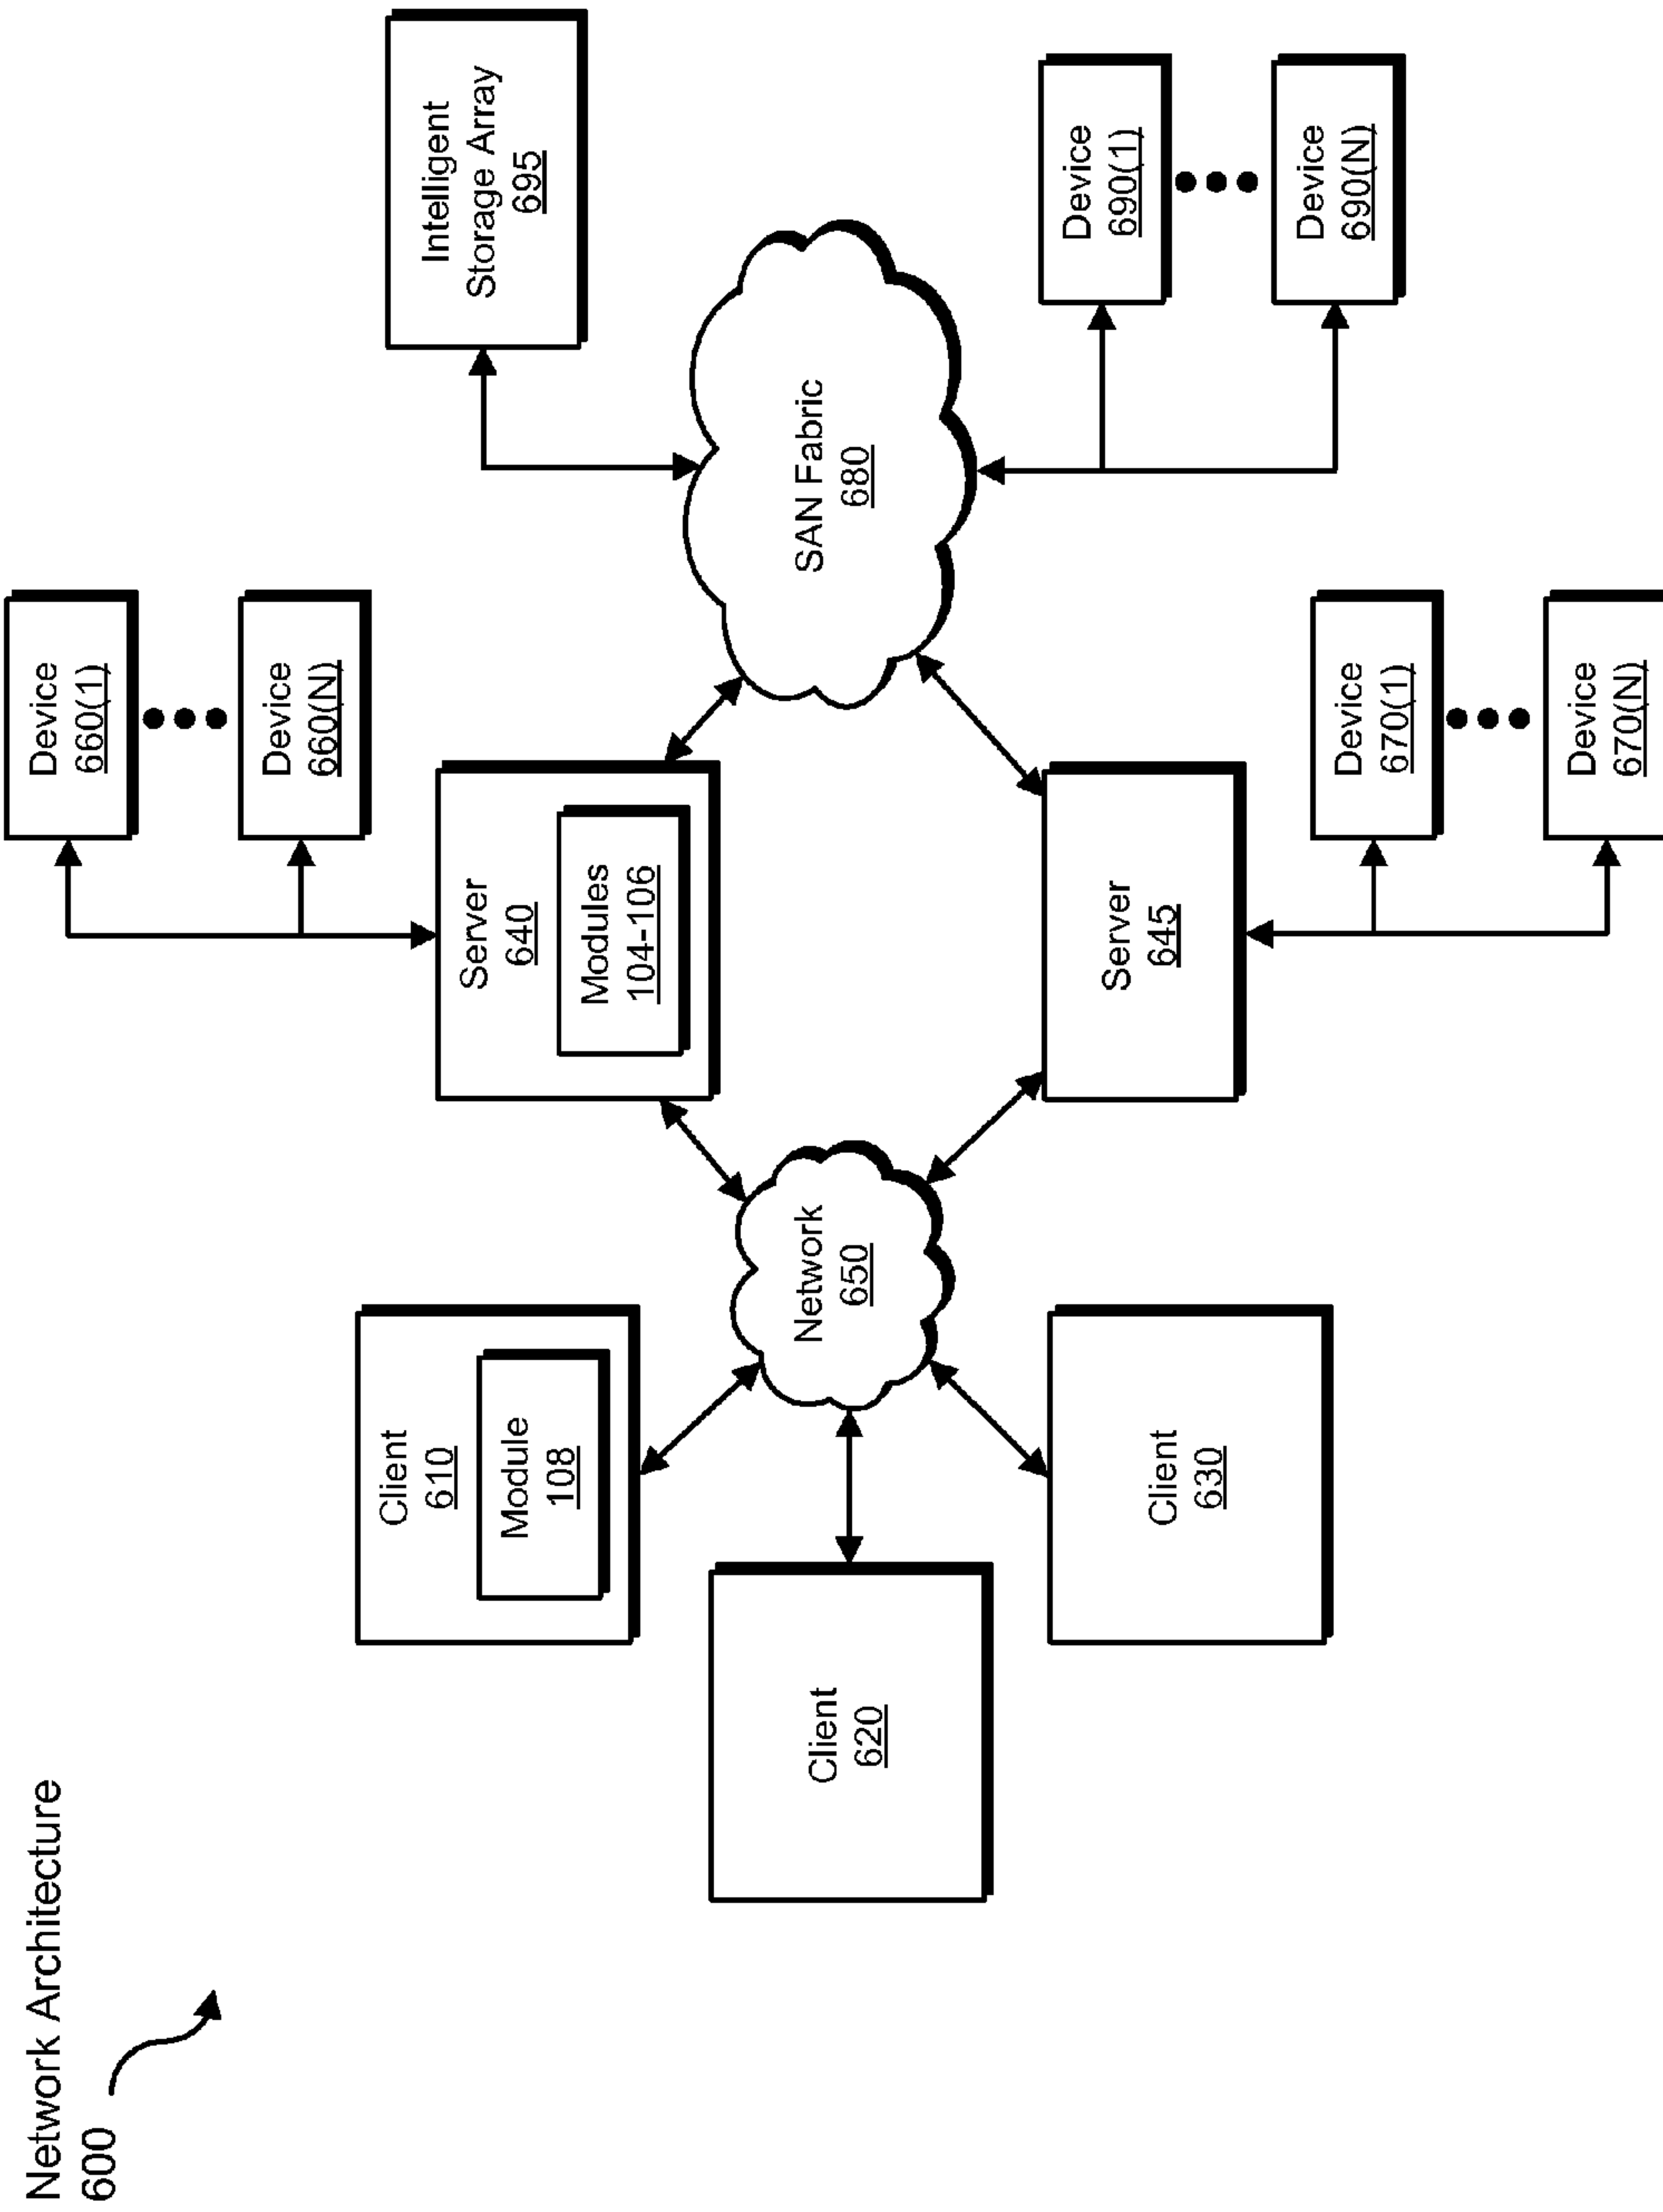 Network Architecture
600
Client
610
Module
108
Client
620
Client
630
Network
650
Server
640
Modules
104-106
Server
645
Device
660(1)
Device
660(N)
Device
670(1)
Device
670(N)
SAN Fabric
680
Intelligent
Storage Array
695
Device
690(1)
Device
690(N)